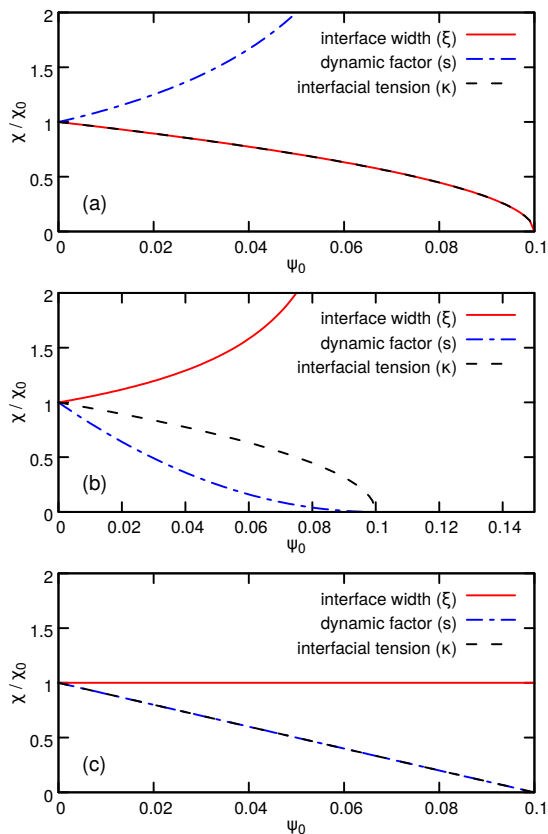 2
1.5
1
0.5
0
χ / χ₀
interface width (ξ)
dynamic factor (s)
interfacial tension (κ)
(a)
0 0.02 0.04 0.06 0.08 0.1
ψ₀
2
1.5
1
0.5
0
χ / χ₀
interface width (ξ)
dynamic factor (s)
interfacial tension (κ)
(b)
0 0.02 0.04 0.06 0.08 0.1 0.12 0.14
ψ₀
2
1.5
1
0.5
0
χ / χ₀
interface width (ξ)
dynamic factor (s)
interfacial tension (κ)
(c)
0 0.02 0.04 0.06 0.08 0.1
ψ₀